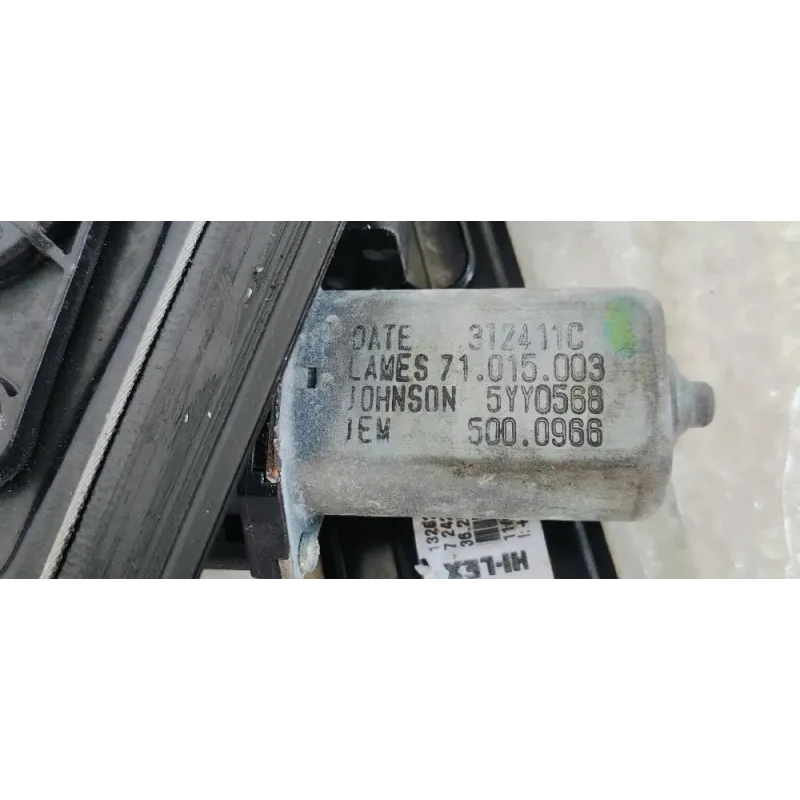 DATE 312411C
LAMES 71.015.003
JOHNSON 5YY0568
IEM 500.0966
HI-LEX